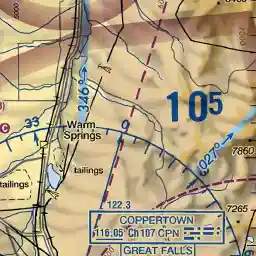 346°
10⁵
C
33
0
Warm
Springs
027°
7860
tailings
tailings
122.3
7265
COPPERTOWN
116.05 Ch 107 CPN
GREAT FALLS